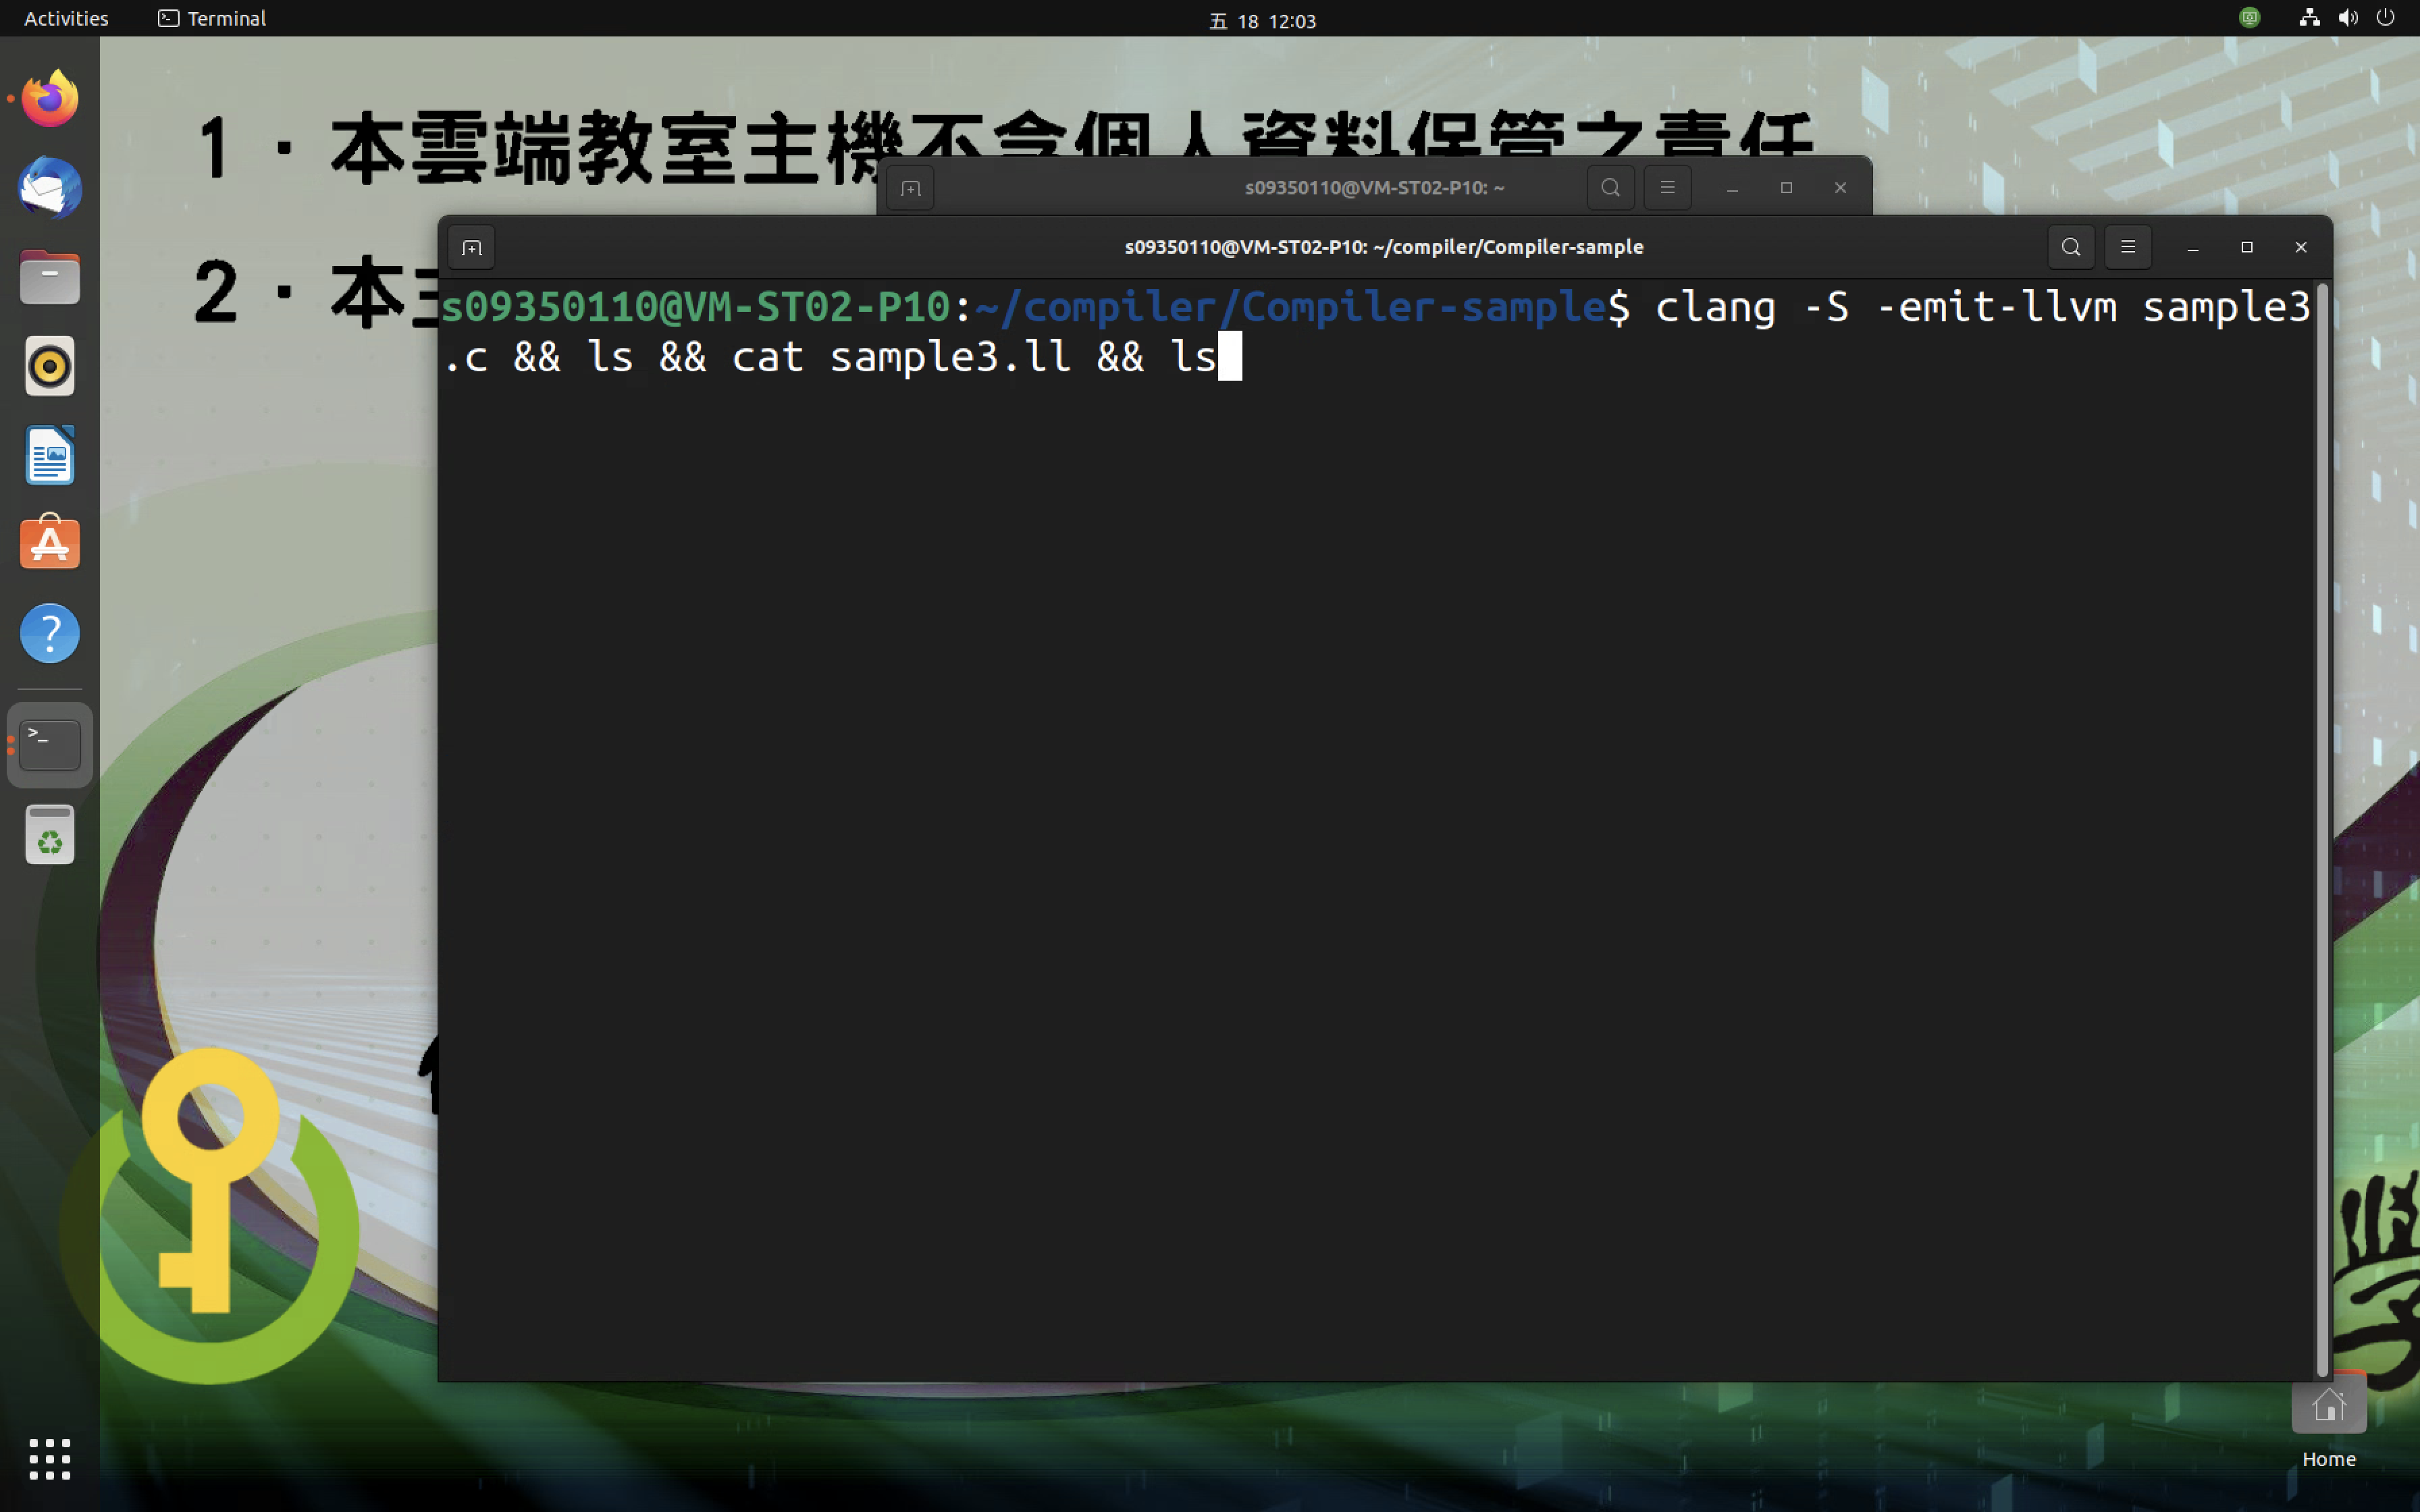 Activities
Terminal
五 18 12:03
1．本雲端教室主機不含個人資料保管之責任
2．本主
s09350110@VM-ST02-P10: ~
s09350110@VM-ST02-P10: ~/compiler/Compiler-sample
s09350110@VM-ST02-P10:~/compiler/Compiler-sample$ clang -S -emit-llvm sample3
.c && ls && cat sample3.ll && ls
Home